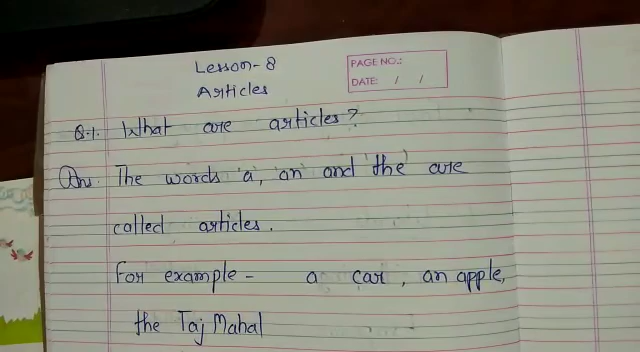 Lesson-8
Articles
PAGE NO.:
DATE: / /
Q.1. What are articles?
Ans. The words 'a', 'an' and 'the' are
called articles.
For example - a car, an apple,
the Taj Mahal